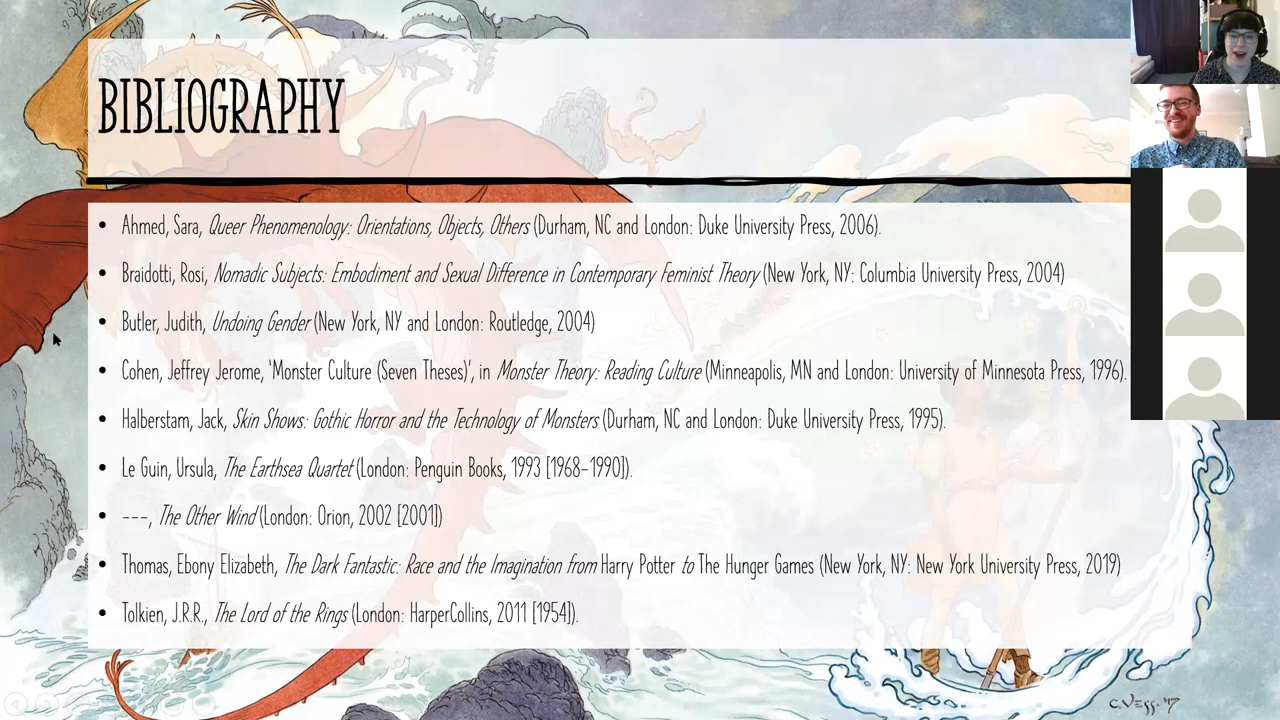 BIBLIOGRAPHY
• Ahmed, Sara, Queer Phenomenology: Orientations, Objects, Others (Durham, NC and London: Duke University Press, 2006).
• Braidotti, Rosi, Nomadic Subjects: Embodiment and Sexual Difference in Contemporary Feminist Theory (New York, NY: Columbia University Press, 2004)
• Butler, Judith, Undoing Gender (New York, NY and London: Routledge, 2004)
• Cohen, Jeffrey Jerome, 'Monster Culture (Seven Theses)', in Monster Theory: Reading Culture (Minneapolis, MN and London: University of Minnesota Press, 1996).
• Halberstam, Jack, Skin Shows: Gothic Horror and the Technology of Monsters (Durham, NC and London: Duke University Press, 1995).
• Le Guin, Ursula, The Earthsea Quartet (London: Penguin Books, 1993 [1968-1990]).
• ---, The Other Wind (London: Orion, 2002 [2001])
• Thomas, Ebony Elizabeth, The Dark Fantastic: Race and the Imagination from Harry Potter to The Hunger Games (New York, NY: New York University Press, 2019)
• Tolkien, J.R.R., The Lord of the Rings (London: HarperCollins, 2011 [1954]).
C. Vess. '17